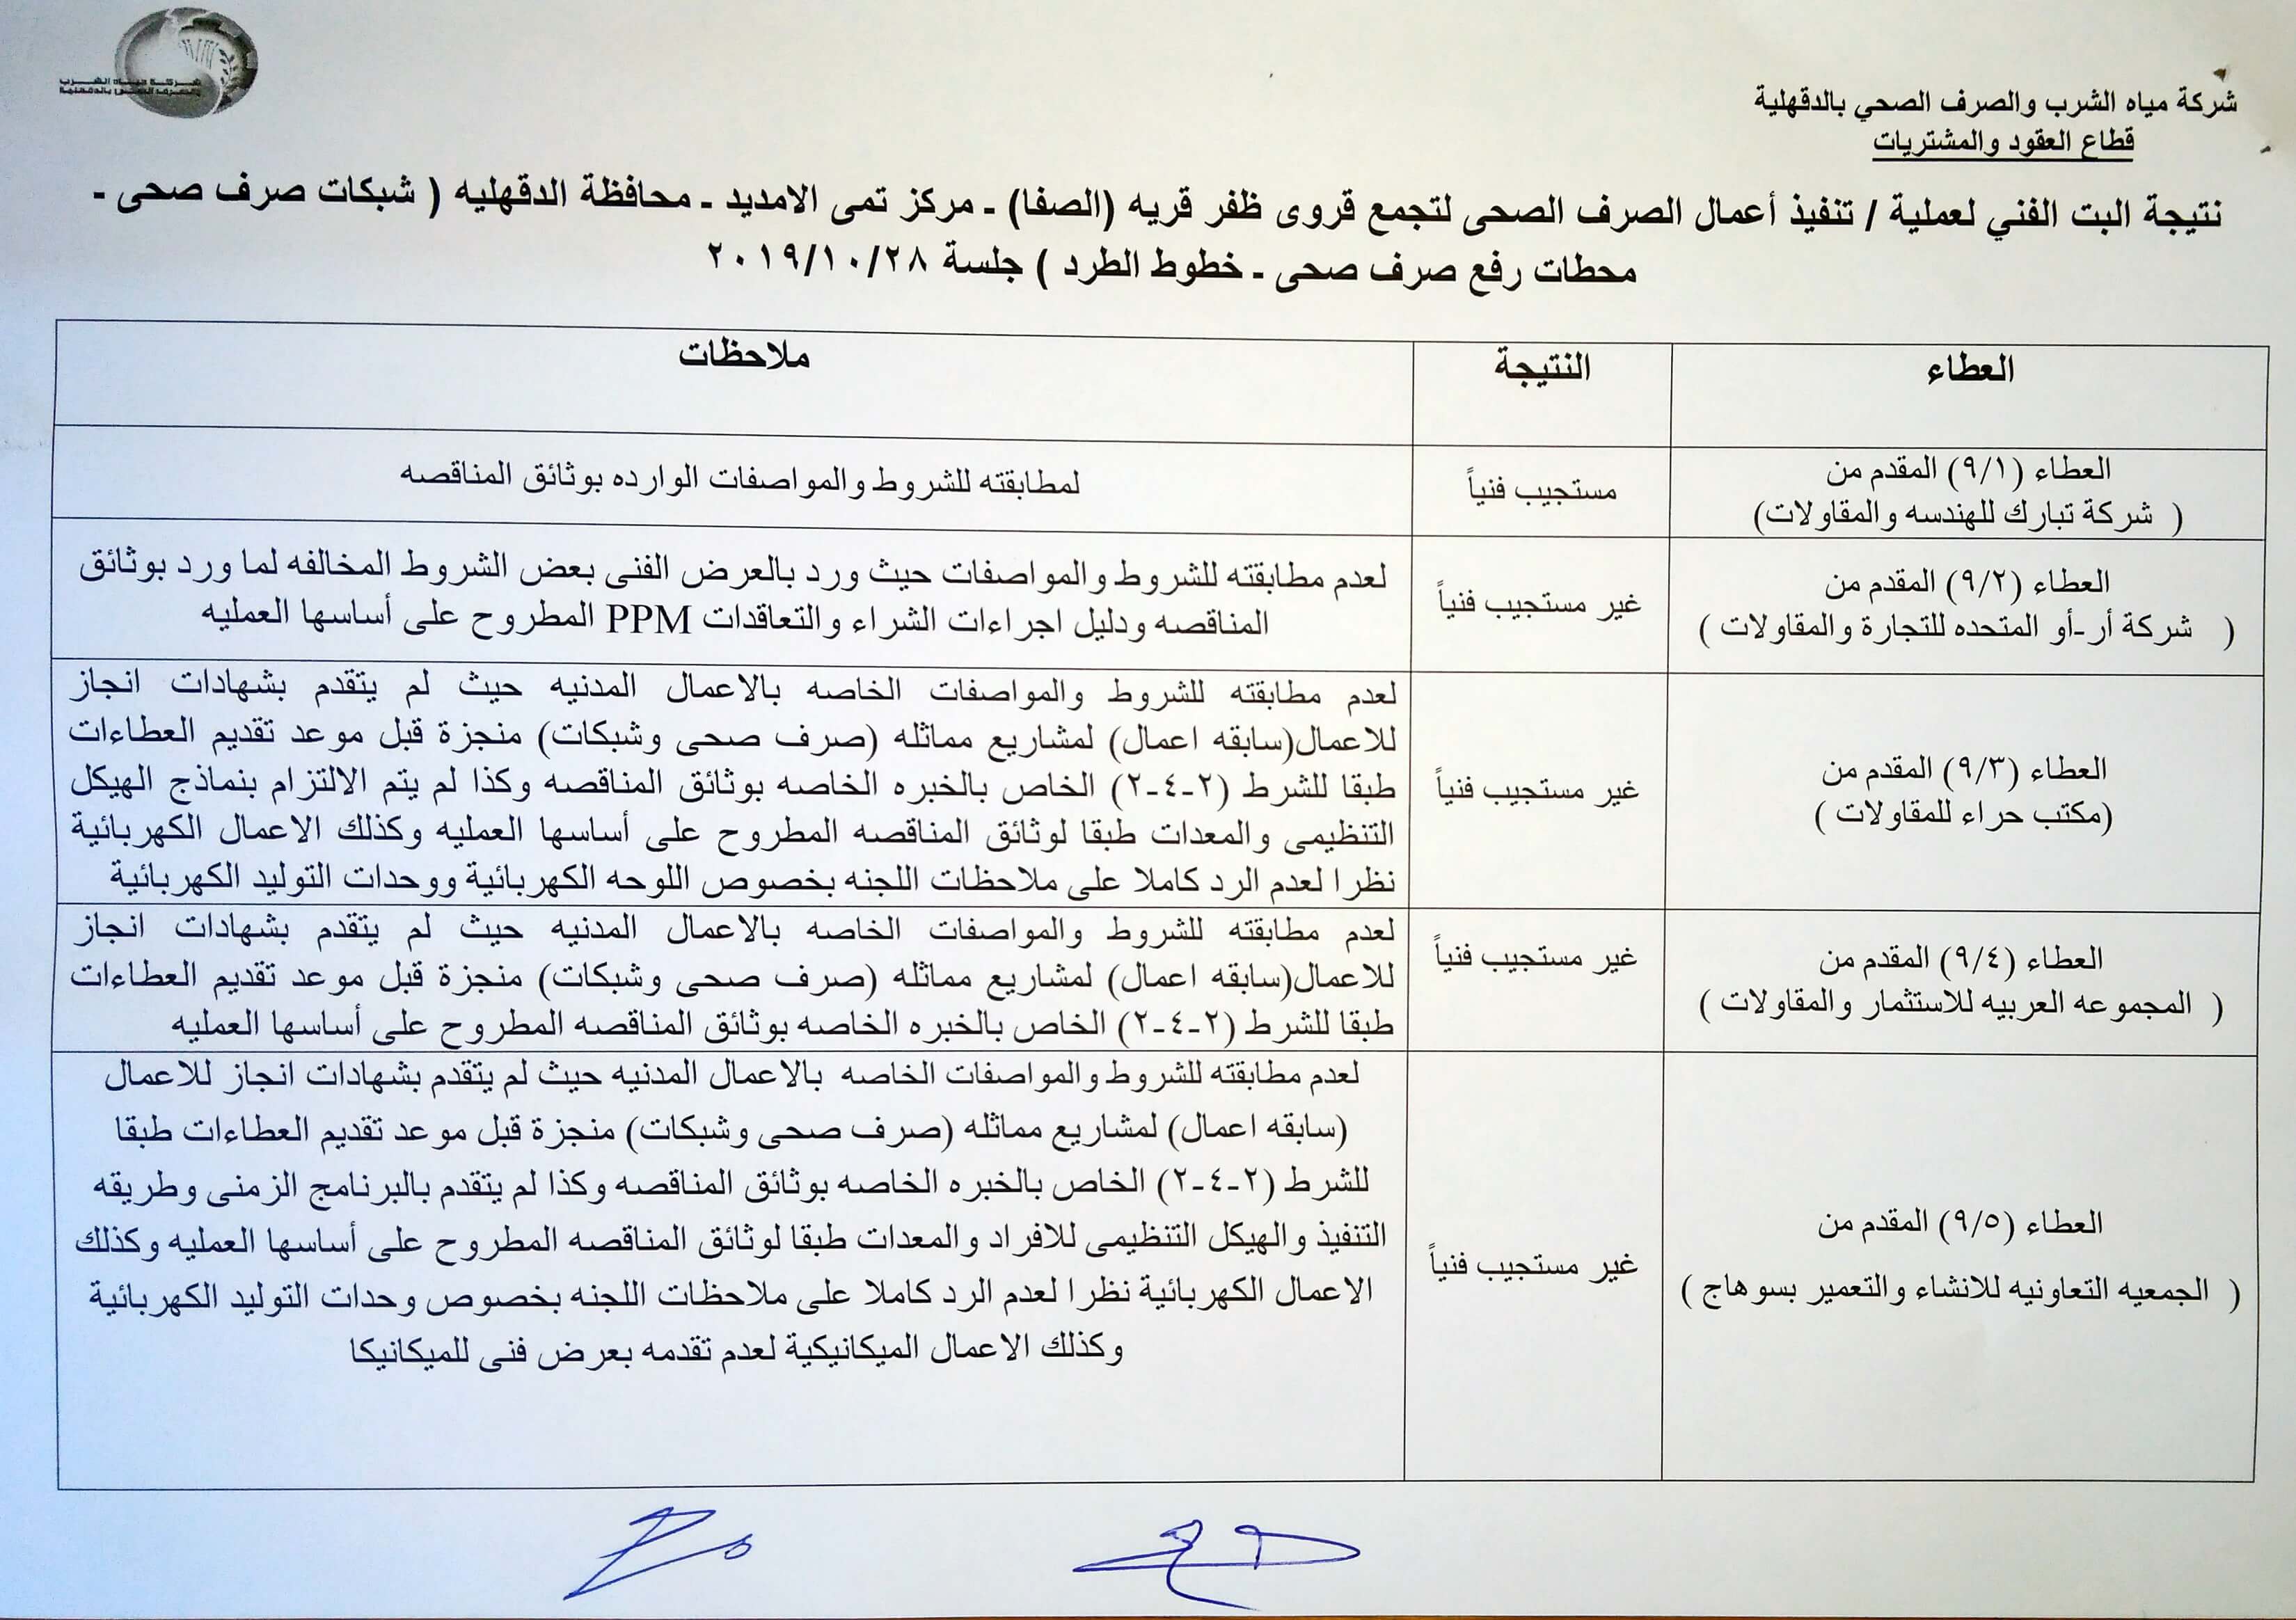 شركة مياه الشرب
والصرف الصحى بالدقهلية
شركة مياه الشرب والصرف الصحي بالدقهلية
قطاع العقود والمشتريات
نتيجة البت الفني لعملية / تنفيذ أعمال الصرف الصحى لتجمع قروى ظفر قريه (الصفا) ـ مركز تمى الامديد ـ محافظة الدقهليه ( شبكات صرف صحى ـ
محطات رفع صرف صحى ـ خطوط الطرد ) جلسة ٢٠١٩/١٠/٢٨
العطاء
النتيجة
ملاحظات
العطاء (٩/١) المقدم من
( شركة تبارك للهندسه والمقاولات)
مستجيب فنياً
لمطابقته للشروط والمواصفات الوارده بوثائق المناقصه
العطاء (٩/٢) المقدم من
( شركة أر-أو المتحده للتجارة والمقاولات )
غير مستجيب فنياً
لعدم مطابقته للشروط والمواصفات حيث ورد بالعرض الفنى بعض الشروط المخالفه لما ورد بوثائق
المناقصه ودليل اجراءات الشراء والتعاقدات PPM المطروح على أساسها العمليه
العطاء (٩/٣) المقدم من
(مكتب حراء للمقاولات )
غير مستجيب فنياً
لعدم مطابقته للشروط والمواصفات الخاصه بالاعمال المدنيه حيث لم يتقدم بشهادات انجاز
للاعمال(سابقه اعمال) لمشاريع مماثله (صرف صحى وشبكات) منجزة قبل موعد تقديم العطاءات
طبقا للشرط (٢-٤-٢) الخاص بالخبره الخاصه بوثائق المناقصه وكذا لم يتم الالتزام بنماذج الهيكل
التنظيمى والمعدات طبقا لوثائق المناقصه المطروح على أساسها العمليه وكذلك الاعمال الكهربائية
نظرا لعدم الرد كاملا على ملاحظات اللجنه بخصوص اللوحه الكهربائية ووحدات التوليد الكهربائية
العطاء (٩/٤) المقدم من
( المجموعه العربيه للاستثمار والمقاولات )
غير مستجيب فنياً
لعدم مطابقته للشروط والمواصفات الخاصه بالاعمال المدنيه حيث لم يتقدم بشهادات انجاز
للاعمال(سابقه اعمال) لمشاريع مماثله (صرف صحى وشبكات) منجزة قبل موعد تقديم العطاءات
طبقا للشرط (٢-٤-٢) الخاص بالخبره الخاصه بوثائق المناقصه المطروح على أساسها العمليه
العطاء (٩/٥) المقدم من
( الجمعيه التعاونيه للانشاء والتعمير بسوهاج )
غير مستجيب فنياً
لعدم مطابقته للشروط والمواصفات الخاصه بالاعمال المدنيه حيث لم يتقدم بشهادات انجاز للاعمال
(سابقه اعمال) لمشاريع مماثله (صرف صحى وشبكات) منجزة قبل موعد تقديم العطاءات طبقا
للشرط (٢-٤-٢) الخاص بالخبره الخاصه بوثائق المناقصه وكذا لم يتقدم بالبرنامج الزمنى وطريقه
التنفيذ والهيكل التنظيمى للافراد والمعدات طبقا لوثائق المناقصه المطروح على أساسها العمليه وكذلك
الاعمال الكهربائية نظرا لعدم الرد كاملا على ملاحظات اللجنه بخصوص وحدات التوليد الكهربائية
وكذلك الاعمال الميكانيكية لعدم تقدمه بعرض فنى للميكانيكا